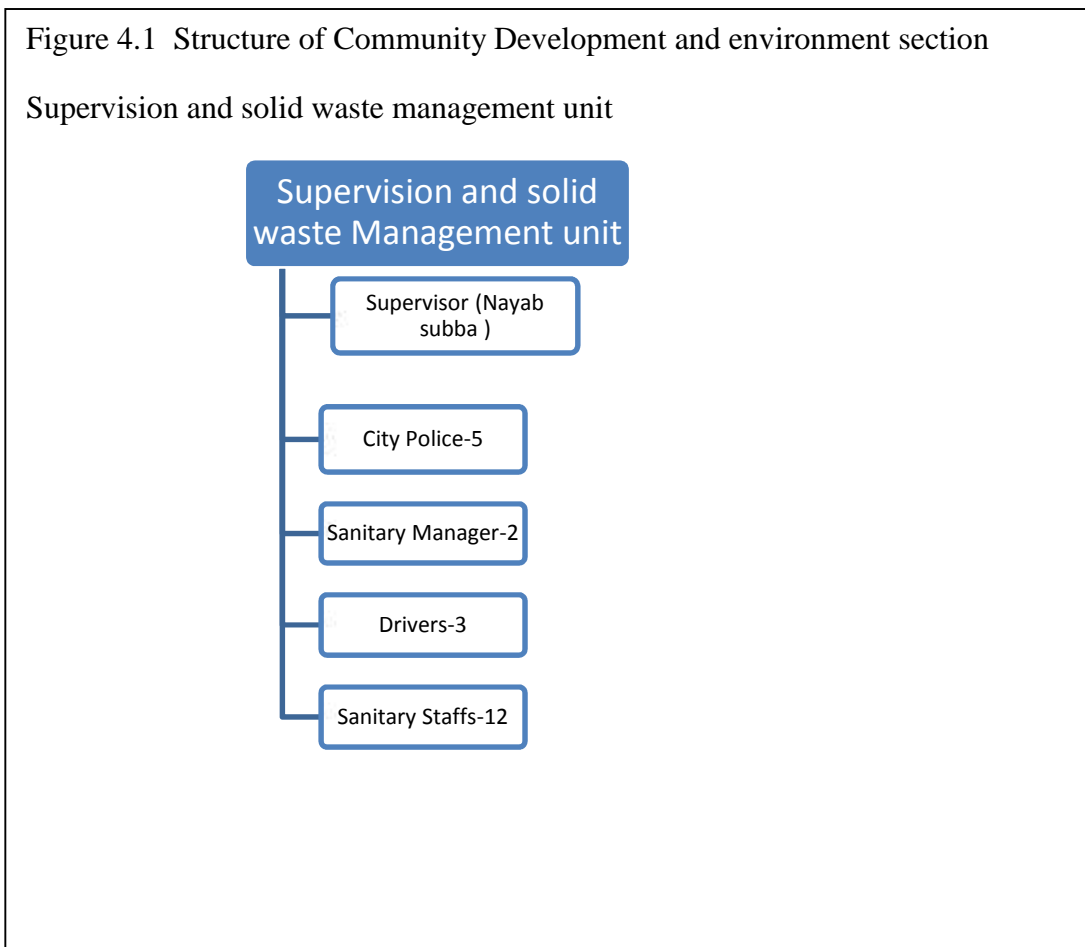 Figure 4.1  Structure of Community Development and environment section
Supervision and solid waste management unit
Supervision and solid
waste Management unit
Supervisor (Nayab
subba )
City Police-5
Sanitary Manager-2
Drivers-3
Sanitary Staffs-12